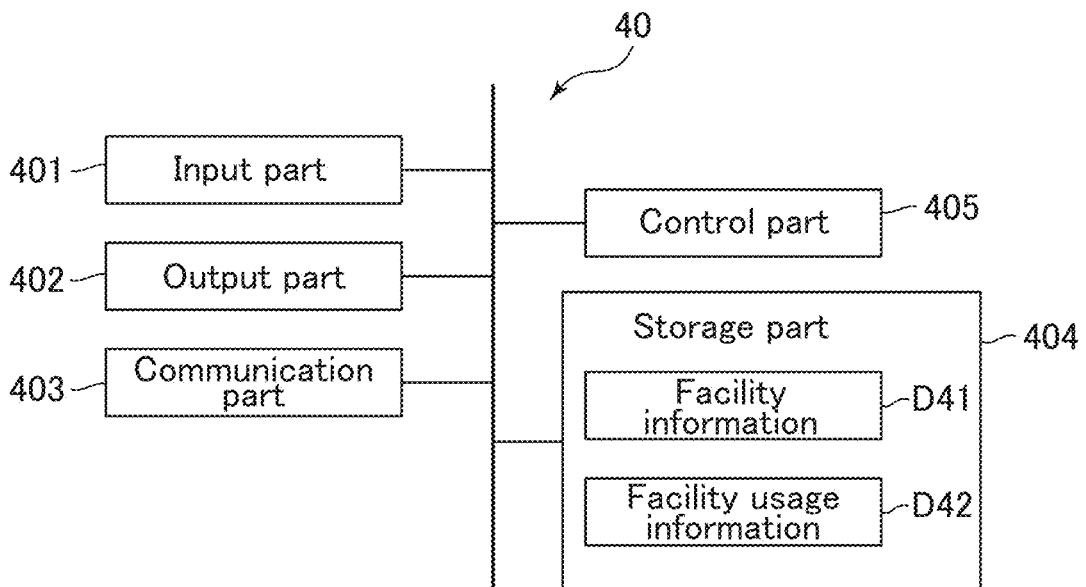 40
401
Input part
Control part
405
402
Output part
Storage part
404
403
Communication
part
Facility
information
D41
Facility usage
information
D42